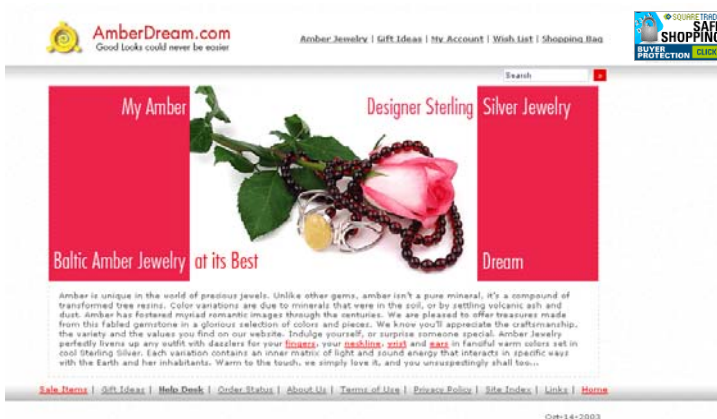 AmberDream.com
Good Looks could never be easier
Amber Jewelry | Gift Ideas | My Account | Wish List | Shopping Bag
SQUARETRAD
SAF
SHOPPING
BUYER
PROTECTION CLICK
Search
My Amber Designer Sterling Silver Jewelry
Baltic Amber Jewelry at its Best Dream
Amber is unique in the world of precious jewels. Unlike other gems, amber isn't a pure mineral, it's a compound of
transformed tree resins. Color variations are due to minerals that were in the soil, or by settling volcanic ash and
dust. Amber has fostered myriad romantic images through the centuries. We are pleased to offer treasures made
from this fabled gemstone in a glorious selection of colors and pieces. We know you'll appreciate the craftsmanship,
the variety and the values you find on our website. Indulge yourself, or surprise someone special. Amber Jewelry
perfectly livens up any outfit with dazzlers for your fingers, your neckline, wrist and ears in fanciful warm colors set in
cool Sterling Silver. Each variation contains an inner matrix of light and sound energy that interacts in specific ways
with the Earth and her inhabitants. Warm to the touch, we simply love it, and you unsuspectingly shall too...
Sale Items | Gift Ideas | Help Desk | Order Status | About Us | Terms of Use | Privacy Policy | Site Index | Links | Home
Oct-14-2003